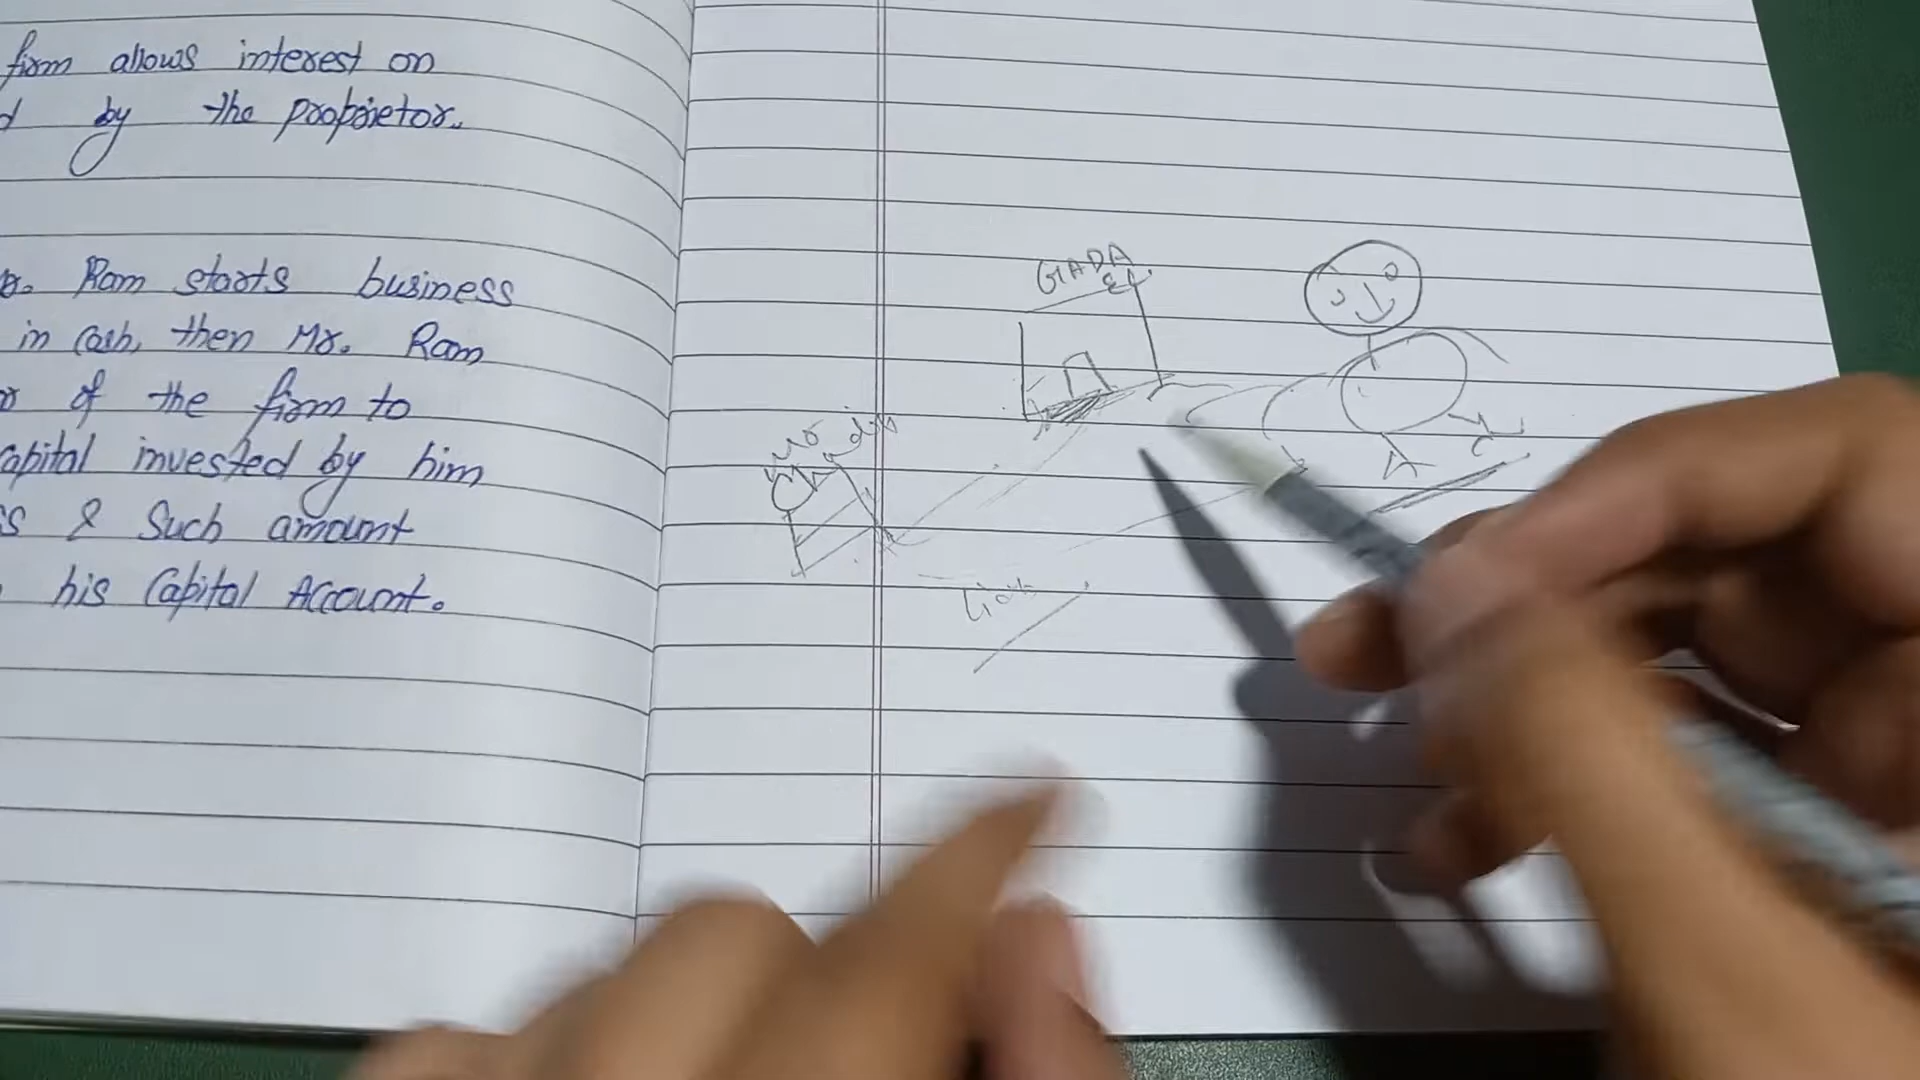 firm allows interest on
d by the proprietor.
Ram starts business
in Cash, then Mr. Ram
of the firm to
apital invested by him
& Such amount
his Capital Account.
GADA